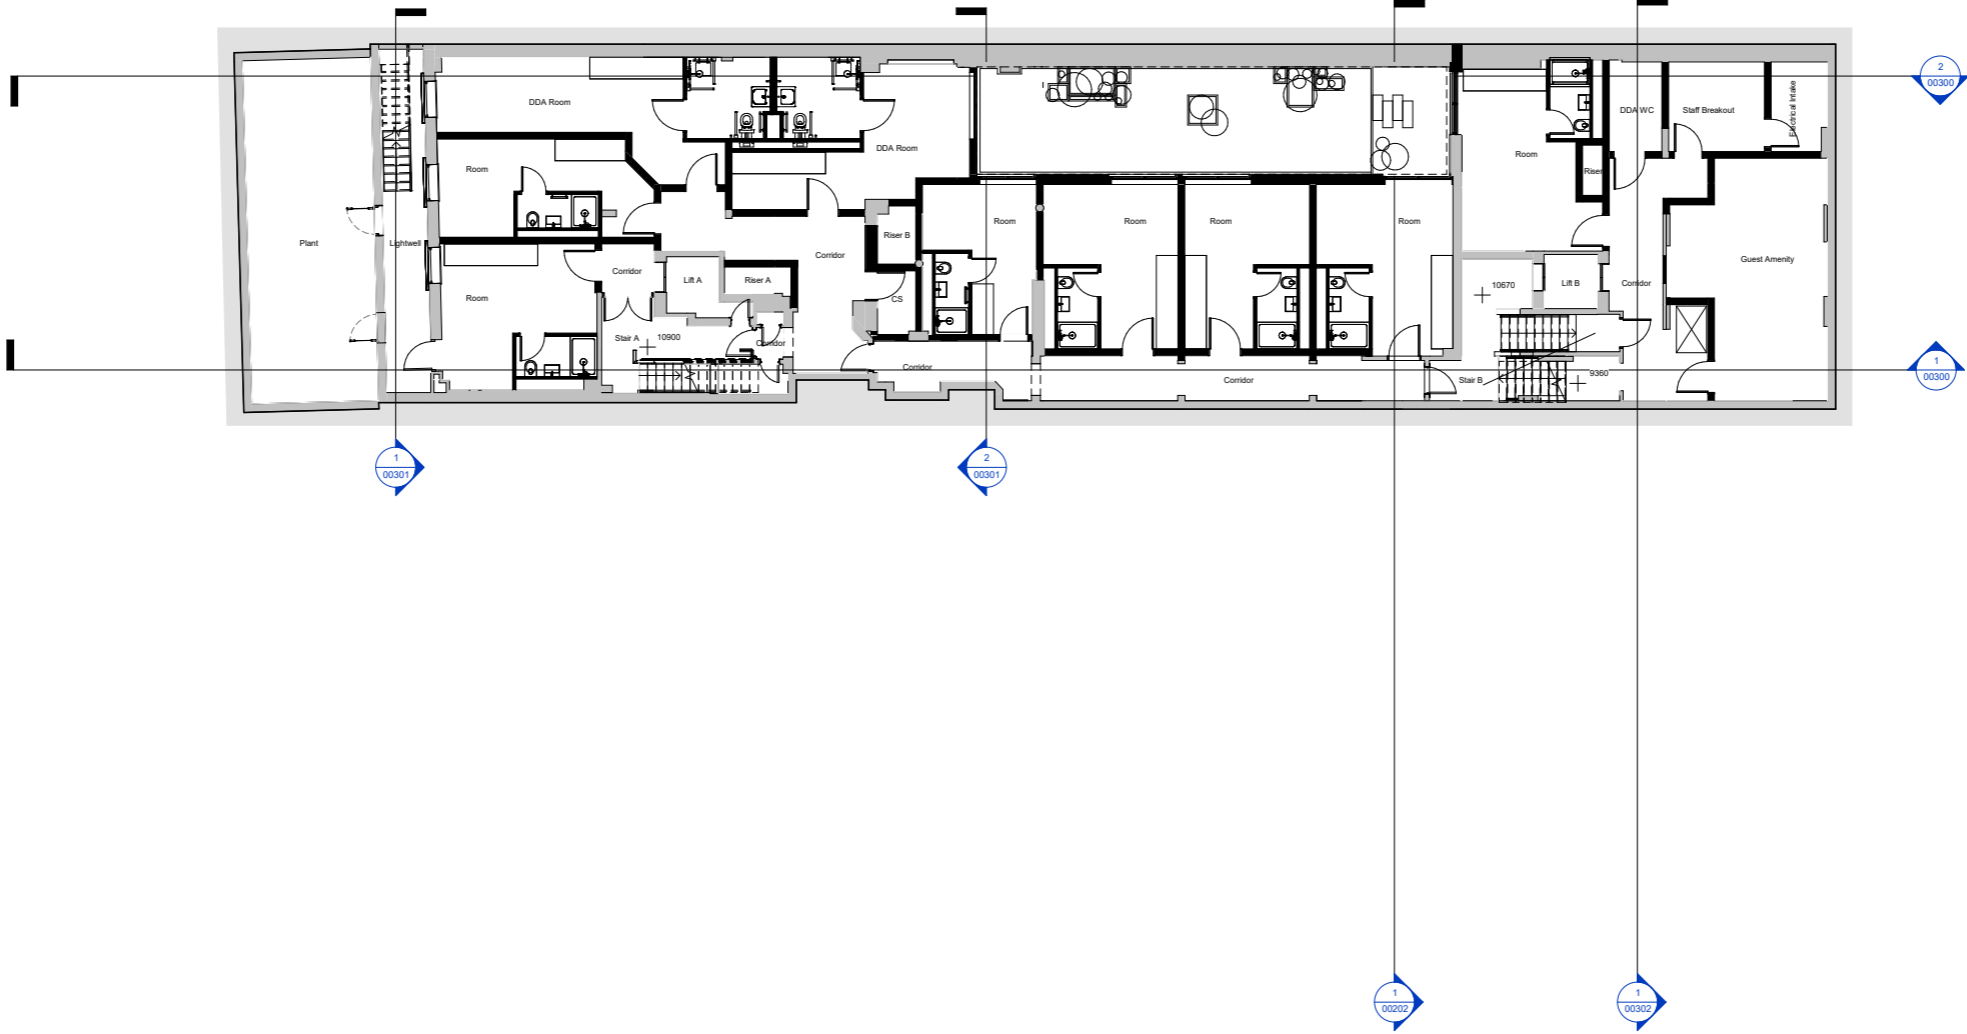 2
00300
DDA Room
DDA WC
Staff Breakout
Electrical Intake
DDA Room
Room
Room
Riser
Room
Room
Room
Room
Riser B
Plant
Lightwell
Corridor
Guest Amenity
Corridor
Lift A
Riser A
Lift B
Corridor
10670
Room
CS
Stair A
10900
Corridor
Corridor
Corridor
Stair B
9360
1
00300
1
00301
2
00301
1
00202
1
00302